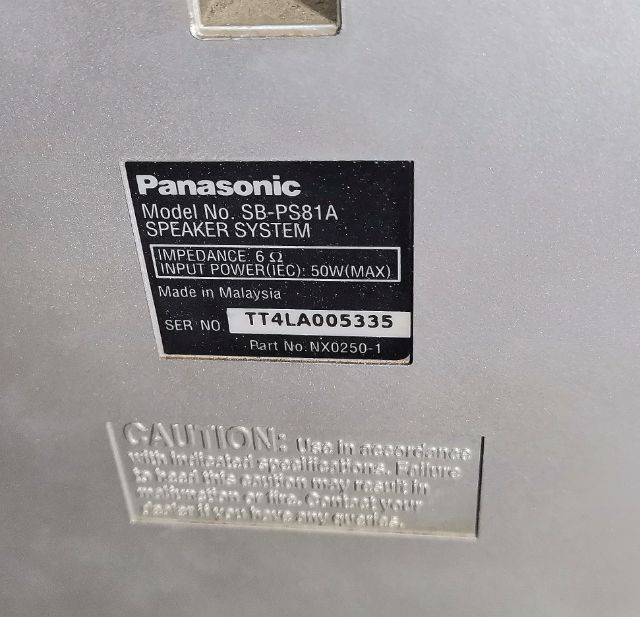 Panasonic
Model No. SB-PS81A
SPEAKER SYSTEM
IMPEDANCE: 6 Ω
INPUT POWER(IEC): 50W(MAX)
Made in Malaysia
SER NO. TT4LA005335
Part No. NX0250-1
CAUTION: Use in accordance
with indicated specifications. Failure
to heed this caution may result in
malfunction or fire. Contact your
dealer if you have any queries.